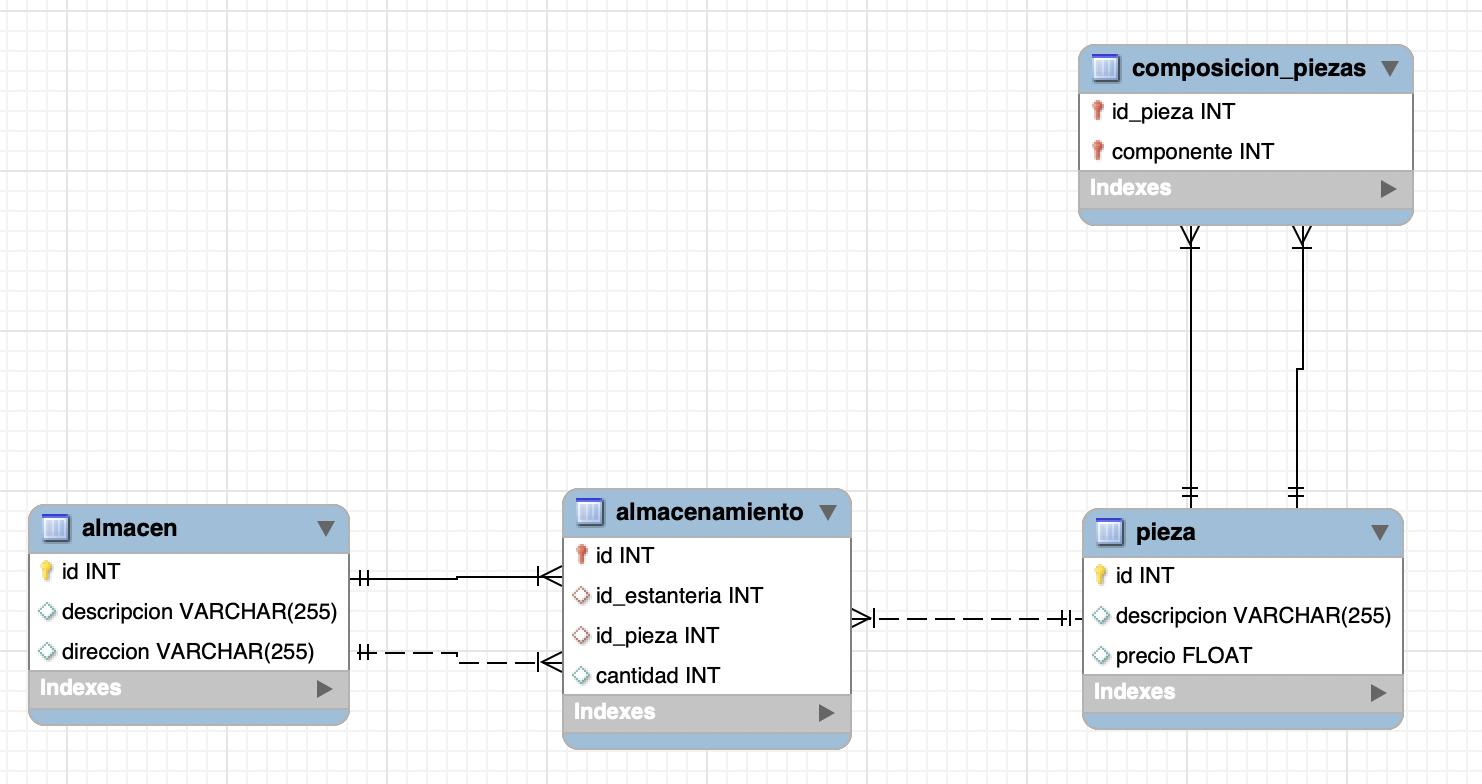 composicion_piezas
id_pieza INT
componente INT
Indexes
almacen
id INT
descripcion VARCHAR(255)
direccion VARCHAR(255)
Indexes
almacenamiento
id INT
id_estanteria INT
id_pieza INT
cantidad INT
Indexes
pieza
id INT
descripcion VARCHAR(255)
precio FLOAT
Indexes